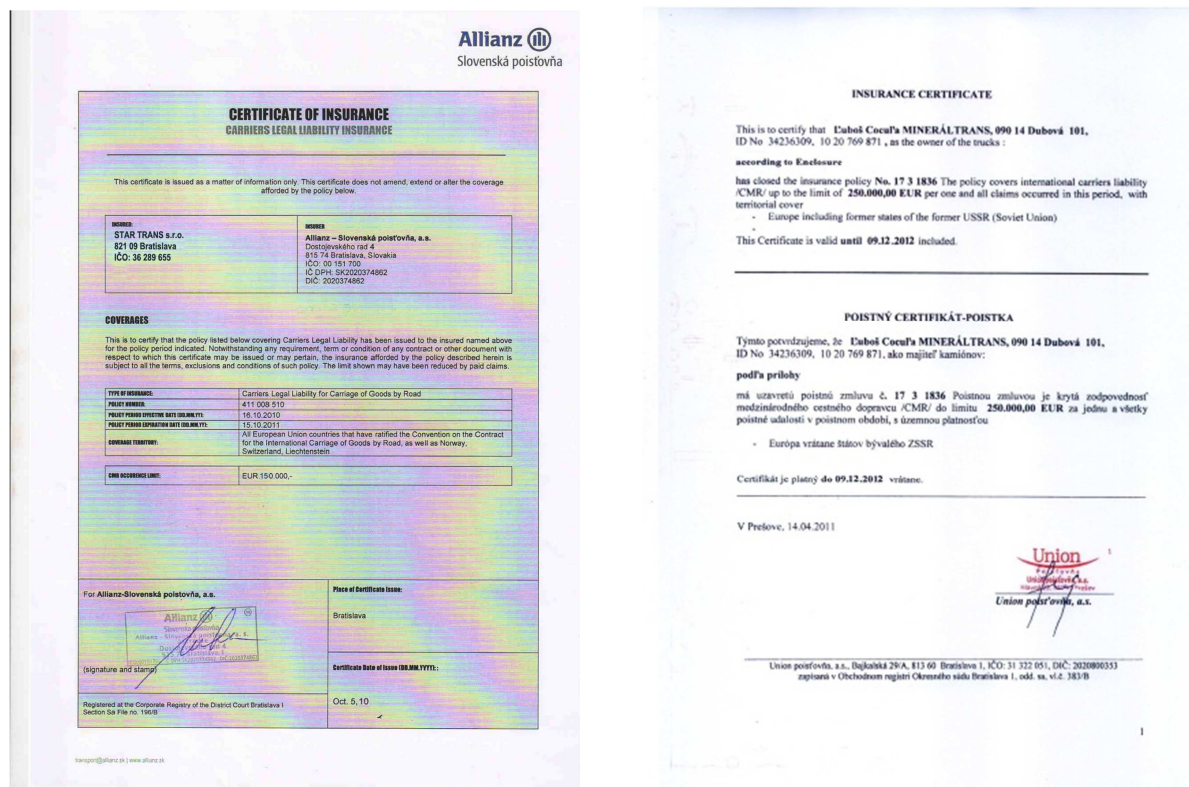 Allianz
Slovenská poisťovňa
CERTIFICATE OF INSURANCE
CARRIERS LEGAL LIABILITY INSURANCE
This certificate is issued as a matter of information only. This certificate does not amend, extend or alter the coverage
afforded by the policy below.
INSURED:
STAR TRANS s.r.o.
821 09 Bratislava
IČO: 36 289 655
INSURER
Allianz – Slovenská poisťovňa, a.s.
Dostojevského rad 4
815 74 Bratislava, Slovakia
IČO: 00 151 700
IČ DPH: SK2020374862
DIČ: 2020374862
COVERAGES
This is to certify that the policy listed below covering Carriers Legal Liability has been issued to the insured named above
for the policy period indicated. Notwithstanding any requirement, term or condition of any contract or other document with
respect to which this certificate may be issued or may pertain, the insurance afforded by the policy described herein is
subject to all the terms, exclusions and conditions of such policy. The limit shown may have been reduced by paid claims.
TYPE OF INSURANCE: Carriers Legal Liability for Carriage of Goods by Road
POLICY NUMBER: 411 008 510
POLICY PERIOD EFFECTIVE DATE (DD.MM.YY): 16.10.2010
POLICY PERIOD EXPIRATION DATE (DD.MM.YY): 15.10.2011
COVERAGE TERRITORY: All European Union countries that have ratified the Convention on the Contract
for the International Carriage of Goods by Road, as well as Norway,
Switzerland, Liechtenstein
CMR OCCURENCE LIMIT: EUR 150.000,-
For Allianz-Slovenská poisťovňa, a.s.
Allianz
(signature and stamp)
Place of Certificate Issue:
Bratislava
Certificate Date of Issue (DD.MM.YYYY):
Oct. 5, 10
Registered at the Corporate Registry of the District Court Bratislava I
Section Sa File no. 196/B
transport@allianz.sk | www.allianz.sk
INSURANCE CERTIFICATE
This is to certify that Ľuboš Cocuľa MINERÁLTRANS, 090 14 Dubová 101,
ID No 34236309, 10 20 769 871 , as the owner of the trucks :
according to Enclosure
has closed the insurance policy No. 17 3 1836 The policy covers international carriers liability
/CMR/ up to the limit of 250.000,00 EUR per one and all claims occurred in this period, with
territorial cover
- Europe including former states of the former USSR (Soviet Union)
-
This Certificate is valid until 09.12.2012 included.
POISTNÝ CERTIFIKÁT-POISTKA
Týmto potvrdzujeme, že Ľuboš Cocuľa MINERÁLTRANS, 090 14 Dubová 101,
ID No 34236309, 10 20 769 871, ako majiteľ kamiónov:
podľa prílohy
má uzavretú poistnú zmluvu č. 17 3 1836 Poistnou zmluvou je krytá zodpovednosť
medzinárodného cestného dopravcu /CMR/ do limitu 250.000,00 EUR za jednu a všetky
poistné udalosti v poistnom období, s územnou platnosťou
- Európa vrátane štátov bývalého ZSSR
Certifikát je platný do 09.12.2012 vrátane.
V Prešove, 14.04.2011
Union
1
Union poisťovňa, a.s.
Union poisťovňa, a.s., Bajkalská 29/A, 813 60 Bratislava 1, IČO: 31 322 051, DIČ: 2020800353
zapísaná v Obchodnom registri Okresného súdu Bratislava 1, odd. sa, vl.č. 383/B
1